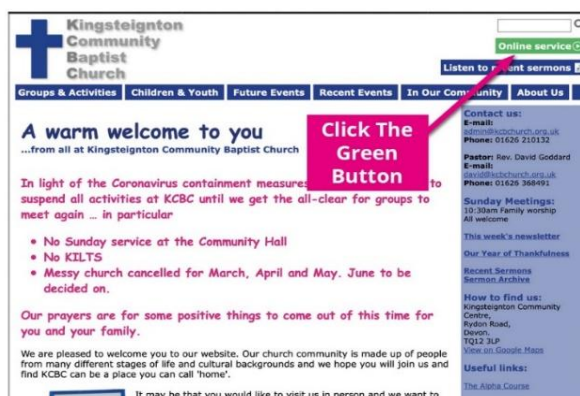 Kingsteignton
Community
Baptist
Church
Online service
Listen to recent sermons
Groups & Activities Children & Youth Future Events Recent Events In Our Community About Us
A warm welcome to you
...from all at Kingsteignton Community Baptist Church
Click The
Green
Button
In light of the Coronavirus containment measures to
suspend all activities at KCBC until we get the all-clear for groups to
meet again ... in particular
• No Sunday service at the Community Hall
• No KILTS
• Messy church cancelled for March, April and May. June to be
decided on.
Our prayers are for some positive things to come out of this time for
you and your family.
We are pleased to welcome you to our website. Our church community is made up of people
from many different stages of life and cultural backgrounds and we hope you will join us and
find KCBC can be a place you can call 'home'.
It may be that you would like to visit us in person and we want to
Contact us:
E-mail:
admin@kcbchurch.org.uk
Phone: 01626 210132
Pastor: Rev. David Goddard
E-mail:
david@kcbchurch.org.uk
Phone: 01626 368491
Sunday Meetings:
10:30am Family worship
All welcome
This week's newsletter
Our Year of Thankfulness
Recent Sermons
Sermon Archive
How to find us:
Kingsteignton Community
Centre,
Rydon Road,
Devon.
TQ12 3LP
View on Google Maps
Useful links:
The Alpha Course